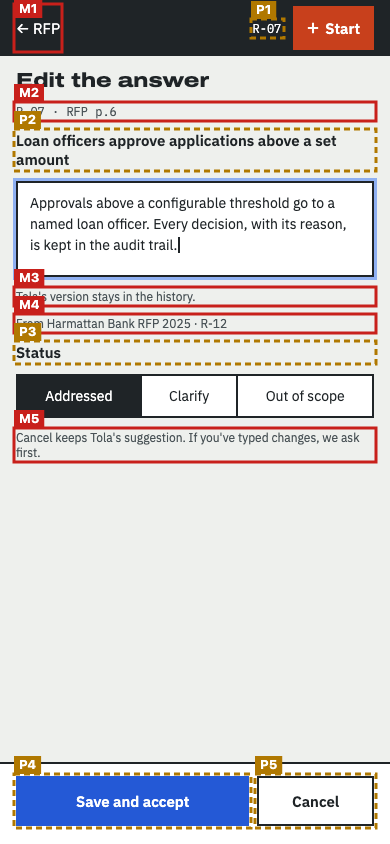 M1
P1
← RFP
R-07
+ Start
Edit the answer
M2
R-07 · RFP p.6
P2
Loan officers approve applications above a set
amount
Approvals above a configurable threshold go to a
named loan officer. Every decision, with its reason,
is kept in the audit trail.
M3
Tola's version stays in the history.
M4
From Harmattan Bank RFP 2025 · R-12
P3
Status
Addressed
Clarify
Out of scope
M5
Cancel keeps Tola's suggestion. If you've typed changes, we ask
first.
P4
P5
Save and accept
Cancel